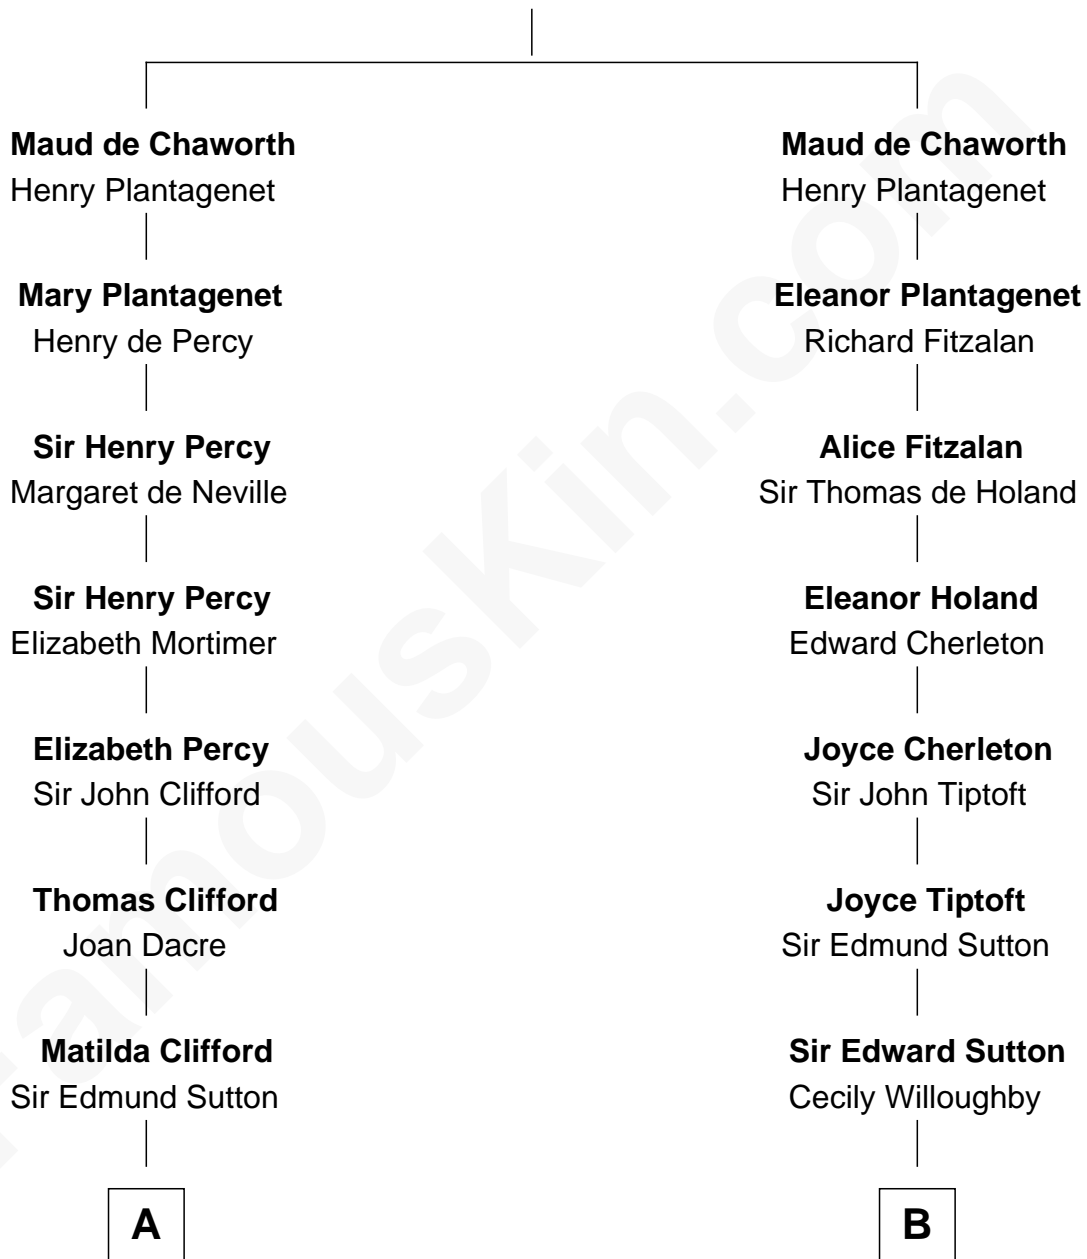 Maud de Chaworth
Henry Plantagenet
Mary Plantagenet
Henry de Percy
Sir Henry Percy
Margaret de Neville
Sir Henry Percy
Elizabeth Mortimer
Elizabeth Percy
Sir John Clifford
Thomas Clifford
Joan Dacre
Matilda Clifford
Sir Edmund Sutton
A
Maud de Chaworth
Henry Plantagenet
Eleanor Plantagenet
Richard Fitzalan
Alice Fitzalan
Sir Thomas de Holand
Eleanor Holand
Edward Cherleton
Joyce Cherleton
Sir John Tiptoft
Joyce Tiptoft
Sir Edmund Sutton
Sir Edward Sutton
Cecily Willoughby
B
FamousKin.com